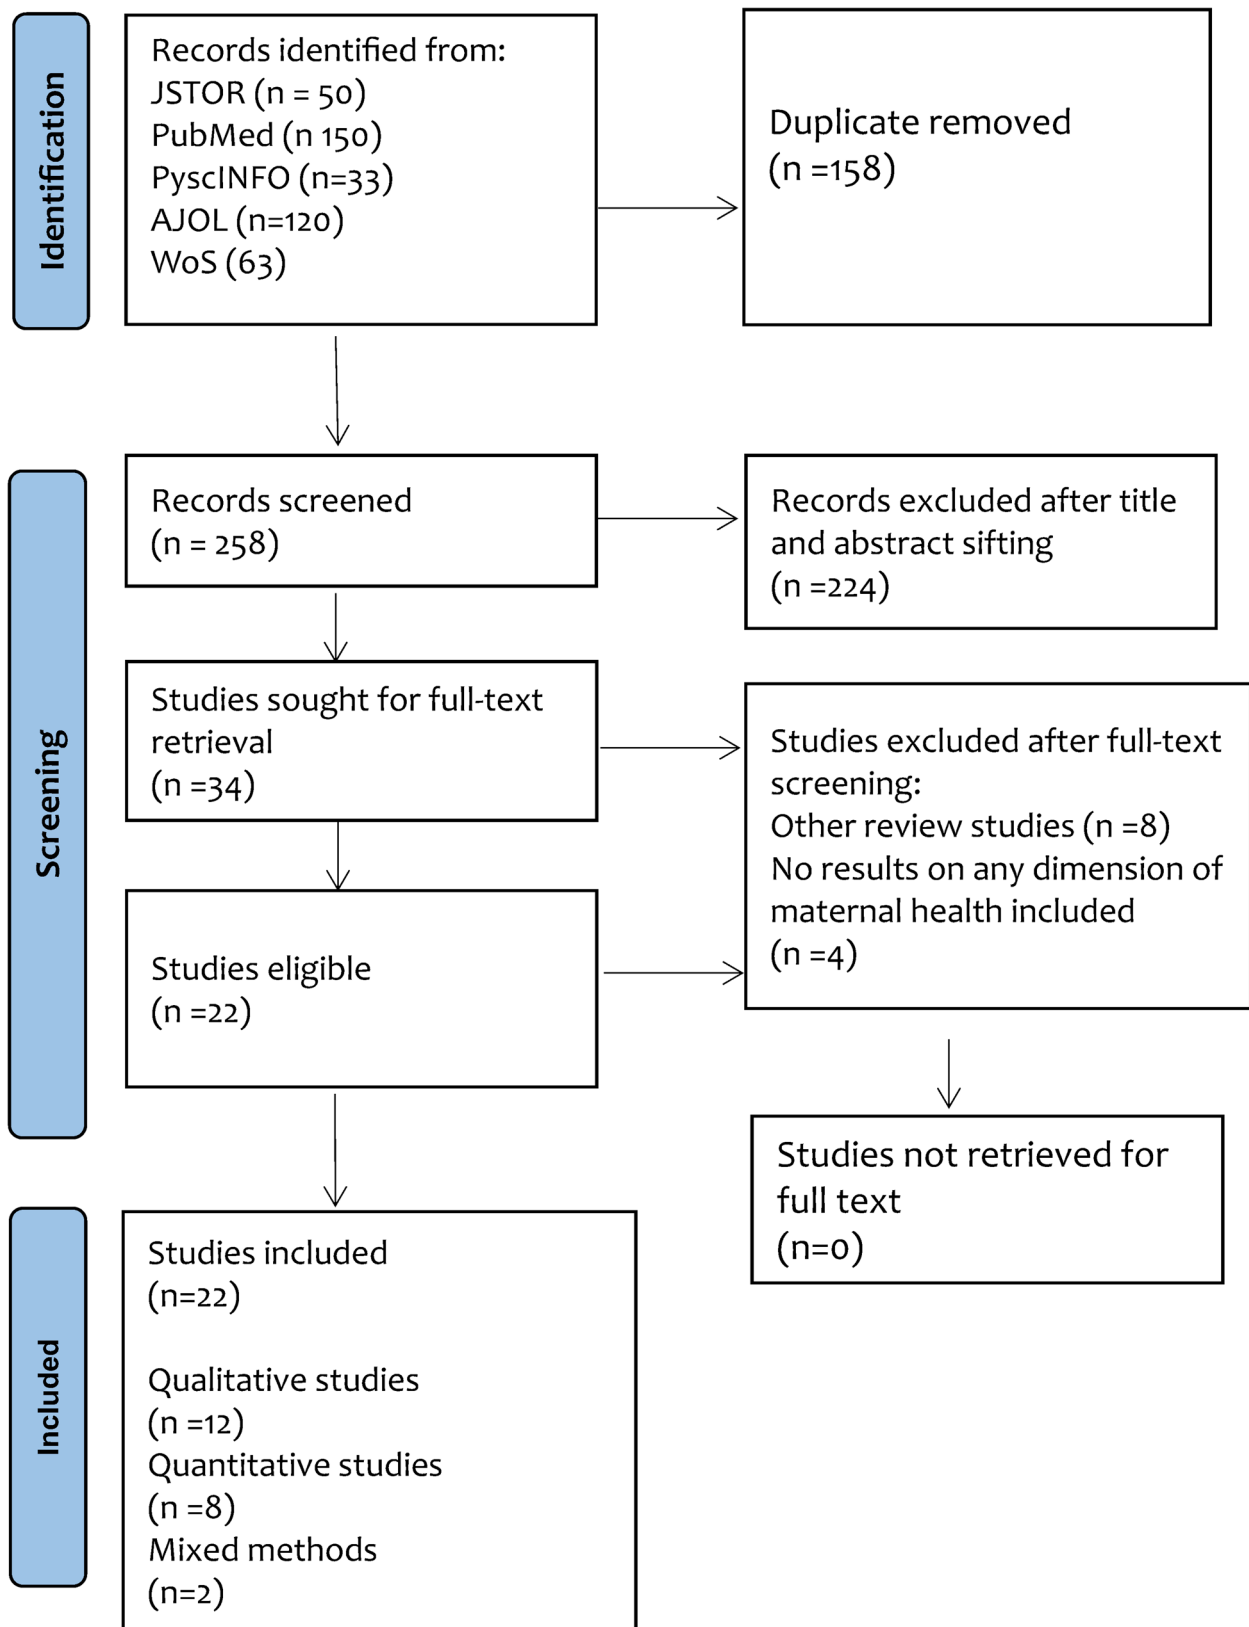 Identification
Records identified from:
JSTOR (n = 50)
PubMed (n 150)
PyscINFO (n=33)
AJOL (n=120)
WoS (63)
Duplicate removed
(n =158)
Screening
Records screened
(n = 258)
Records excluded after title
and abstract sifting
(n =224)
Studies sought for full-text
retrieval
(n =34)
Studies excluded after full-text
screening:
Other review studies (n =8)
No results on any dimension of
maternal health included
(n =4)
Studies eligible
(n =22)
Studies not retrieved for
full text
(n=0)
Included
Studies included
(n=22)
Qualitative studies
(n =12)
Quantitative studies
(n =8)
Mixed methods
(n=2)